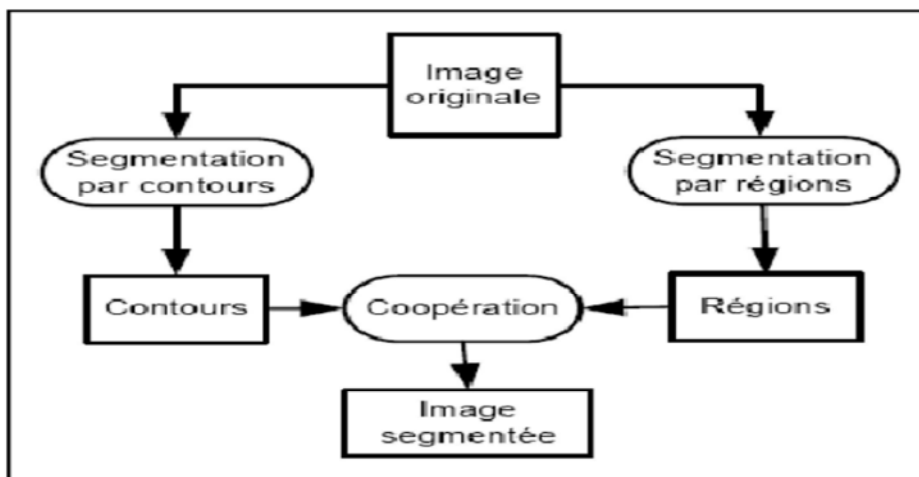 Image
originale
Segmentation
par contours
Segmentation
par régions
Contours
Coopération
Régions
Image
segmentée